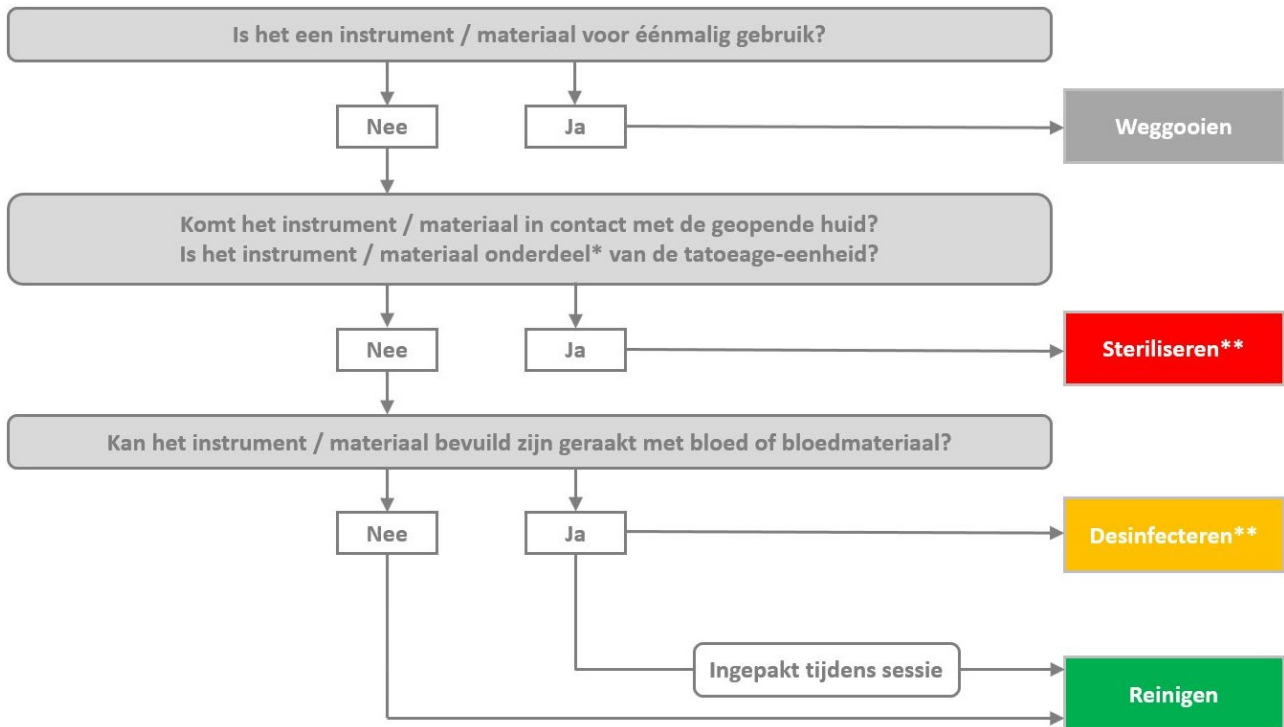 Is het een instrument / materiaal voor éénmalig gebruik?
Nee
Ja
Weggooien
Komt het instrument / materiaal in contact met de geopende huid?
Is het instrument / materiaal onderdeel* van de tatoeage-eenheid?
Nee
Ja
Steriliseren**
Kan het instrument / materiaal bevuild zijn geraakt met bloed of bloedmateriaal?
Nee
Ja
Desinfecteren**
Ingepakt tijdens sessie
Reinigen